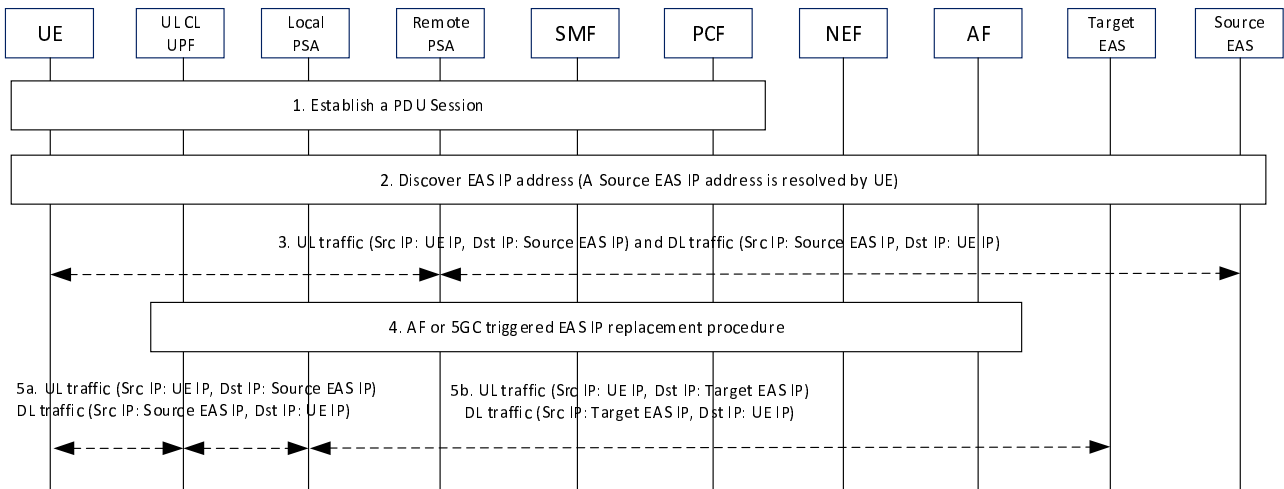 UE
UL CL
UPF
Local
PSA
Remote
PSA
SMF
PCF
NEF
AF
Target
EAS
Source
EAS
1. Establish a PDU Session
2. Discover EAS IP address (A Source EAS IP address is resolved by UE)
3. UL traffic (Src IP: UE IP, Dst IP: Source EAS IP) and DL traffic (Src IP: Source EAS IP, Dst IP: UE IP)
4. AF or 5GC triggered EAS IP replacement procedure
5a. UL traffic (Src IP: UE IP, Dst IP: Source EAS IP)
DL traffic (Src IP: Source EAS IP, Dst IP: UE IP)
5b. UL traffic (Src IP: UE IP, Dst IP: Target EAS IP)
DL traffic (Src IP: Target EAS IP, Dst IP: UE IP)